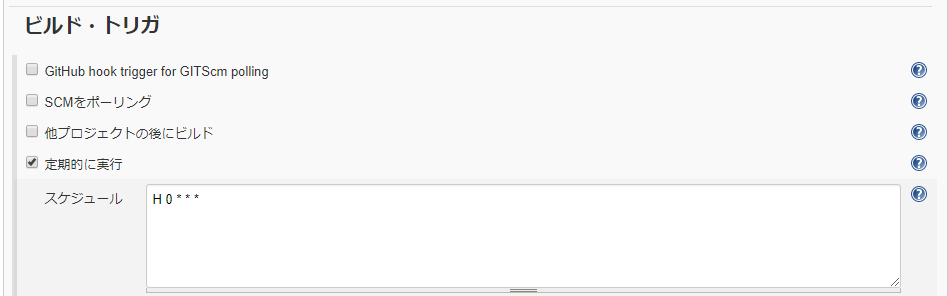 ビルド・トリガ
GitHub hook trigger for GITScm polling
SCMをポーリング
他プロジェクトの後にビルド
定期的に実行
スケジュール
H 0 * * *